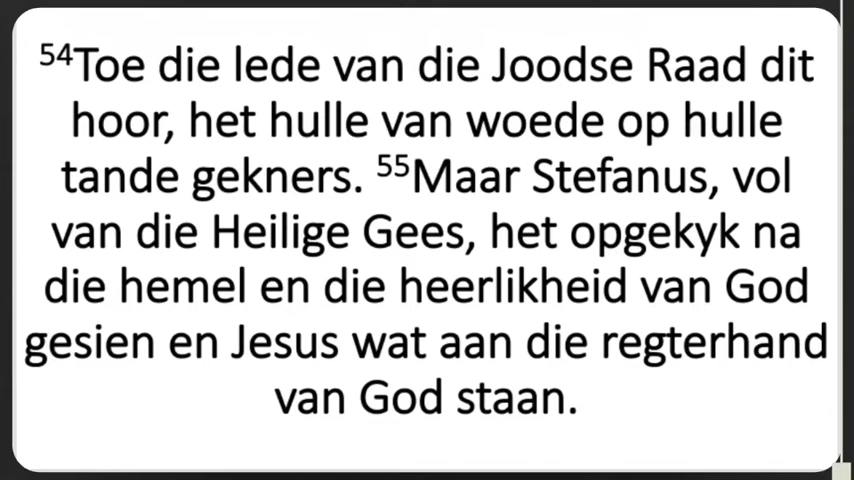 ⁵⁴Toe die lede van die Joodse Raad dit
hoor, het hulle van woede op hulle
tande gekners. ⁵⁵Maar Stefanus, vol
van die Heilige Gees, het opgekyk na
die hemel en die heerlikheid van God
gesien en Jesus wat aan die regterhand
van God staan.